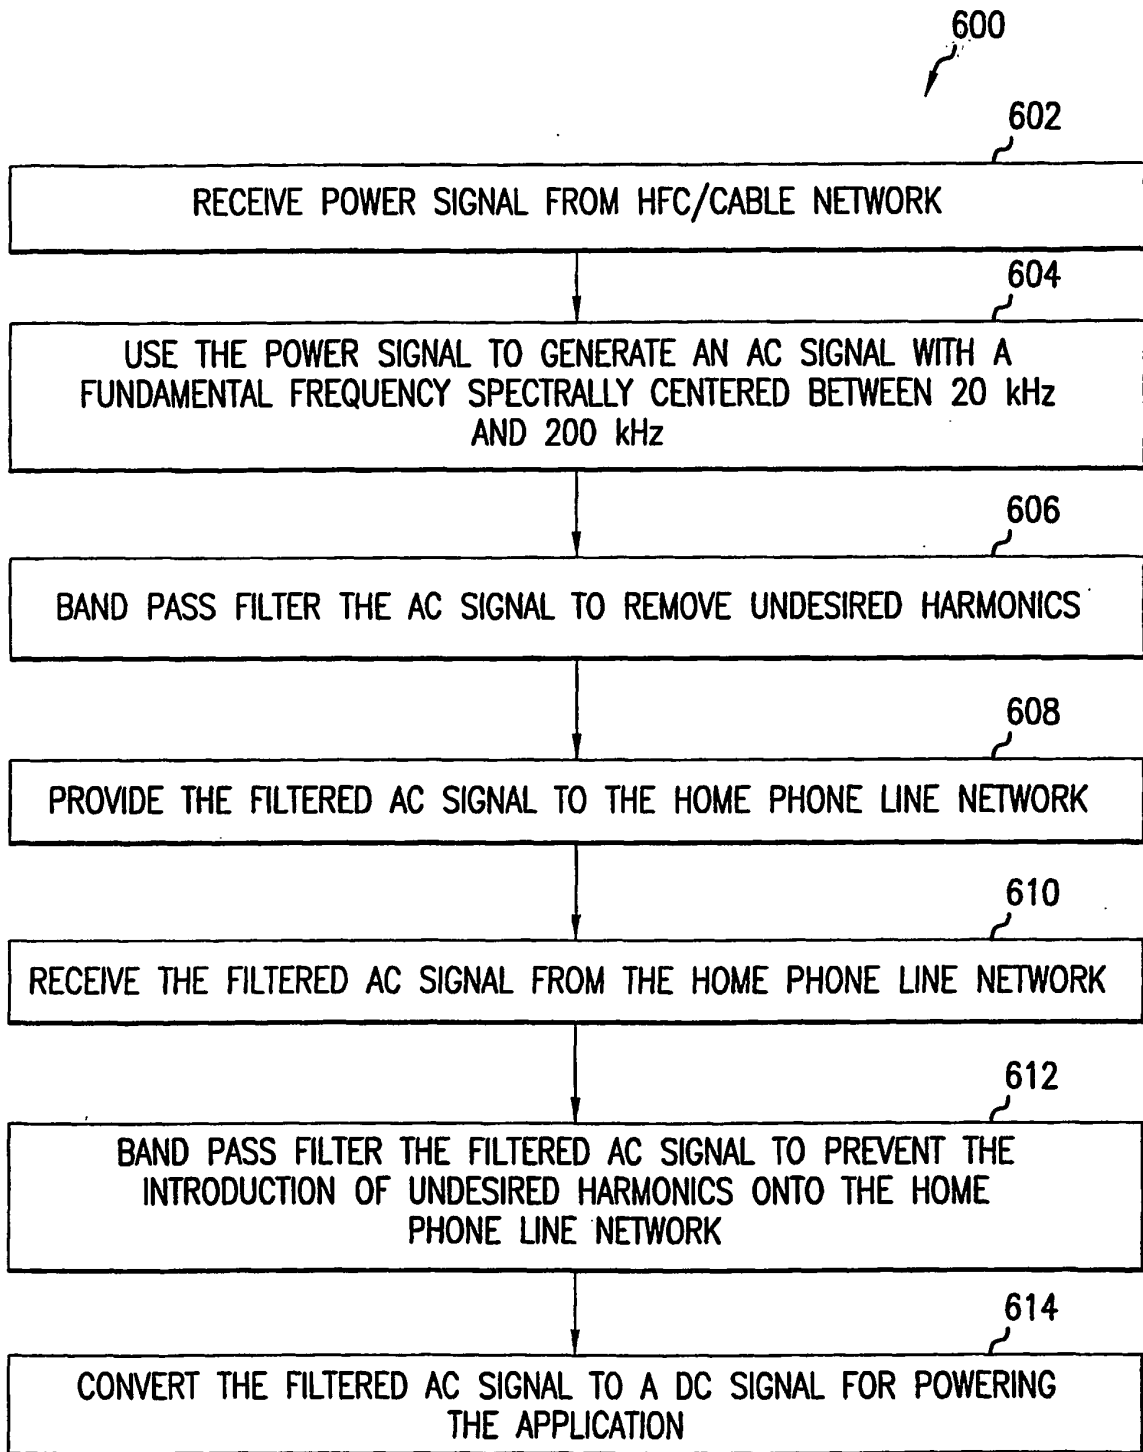 600
602
RECEIVE POWER SIGNAL FROM HFC/CABLE NETWORK
604
USE THE POWER SIGNAL TO GENERATE AN AC SIGNAL WITH A
FUNDAMENTAL FREQUENCY SPECTRALLY CENTERED BETWEEN 20 kHz
AND 200 kHz
606
BAND PASS FILTER THE AC SIGNAL TO REMOVE UNDESIRED HARMONICS
608
PROVIDE THE FILTERED AC SIGNAL TO THE HOME PHONE LINE NETWORK
610
RECEIVE THE FILTERED AC SIGNAL FROM THE HOME PHONE LINE NETWORK
612
BAND PASS FILTER THE FILTERED AC SIGNAL TO PREVENT THE
INTRODUCTION OF UNDESIRED HARMONICS ONTO THE HOME
PHONE LINE NETWORK
614
CONVERT THE FILTERED AC SIGNAL TO A DC SIGNAL FOR POWERING
THE APPLICATION